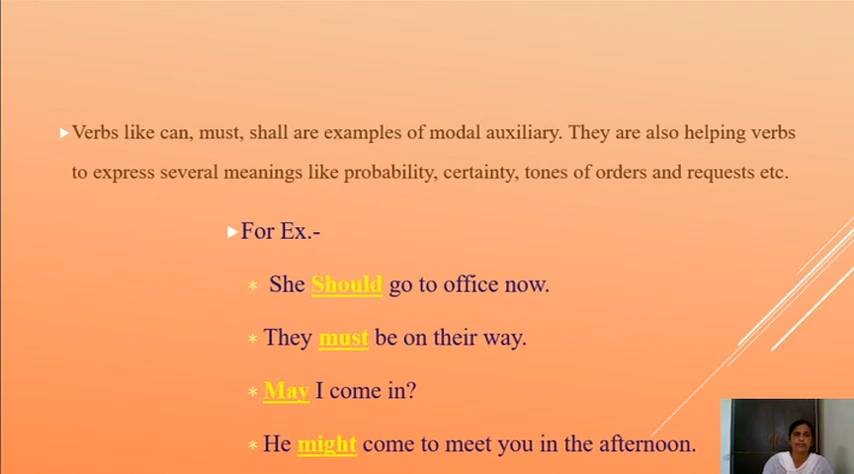 Verbs like can, must, shall are examples of modal auxiliary. They are also helping verbs
to express several meanings like probability, certainty, tones of orders and requests etc.
For Ex.-
* She Should go to office now.
* They must be on their way.
* May I come in?
* He might come to meet you in the afternoon.